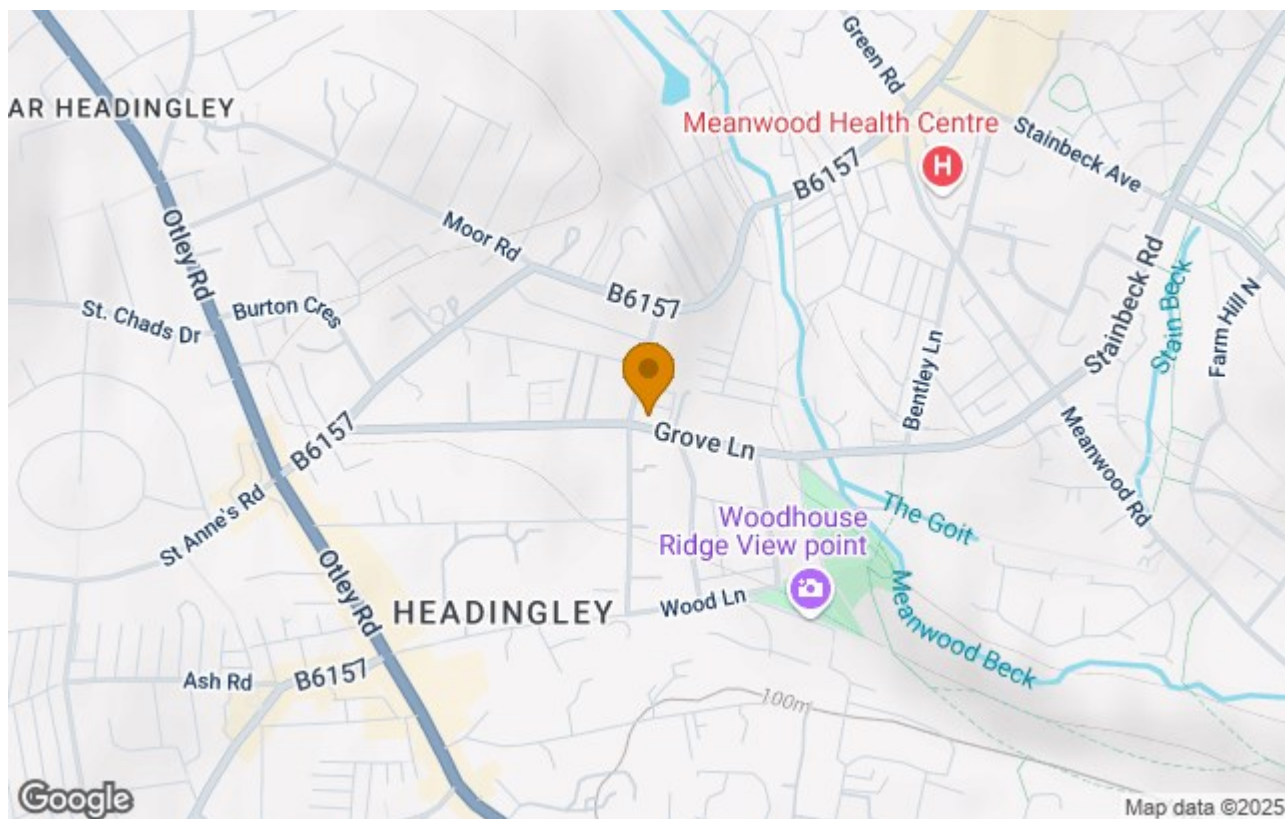 Green Rd
AR HEADINGLEY
Meanwood Health Centre
H
Stainbeck Ave
B6157
Otley Rd
Moor Rd
Stainbeck Rd
Stain Beck
Farm Hill N
St. Chads Dr
Burton Cres
B6157
Bentley Ln
B6157
Grove Ln
Meanwood Rd
St Anne's Rd
The Goit
Woodhouse
Ridge View point
Otley Rd
HEADINGLEY
Wood Ln
Meanwood Beck
Ash Rd
B6157
100m
Google
Map data ©2025